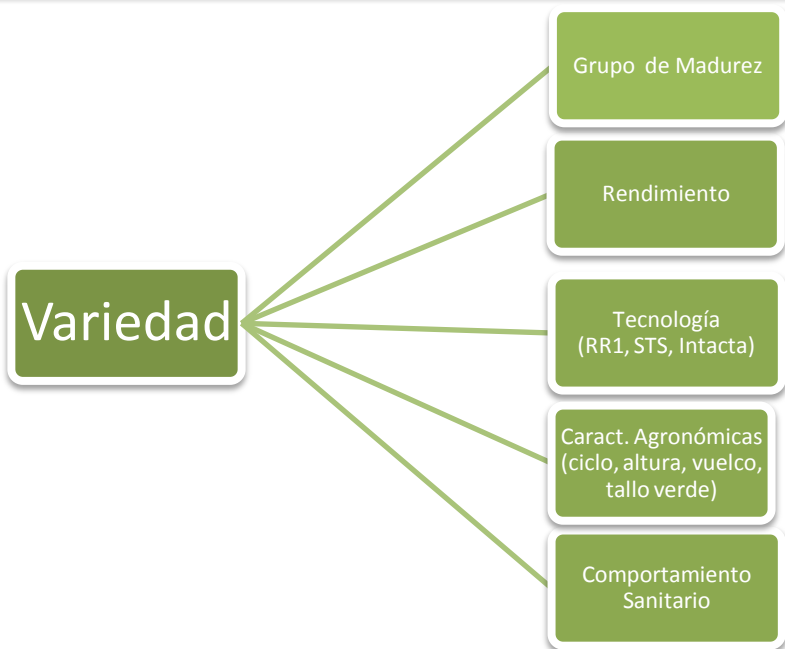 Grupo de Madurez
Rendimiento
Variedad
Tecnología
(RR1, STS, Intacta)
Caract. Agronómicas
(ciclo, altura, vuelco,
tallo verde)
Comportamiento
Sanitario